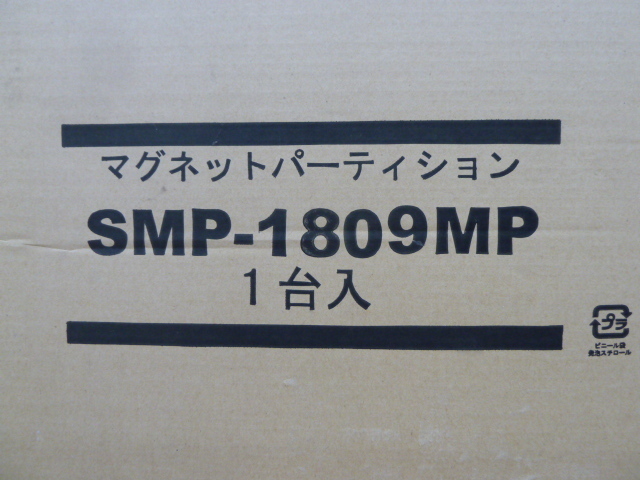 マグネットパーティション
SMP-1809MP
1台入
プラ
ビニール袋
発泡スチロール